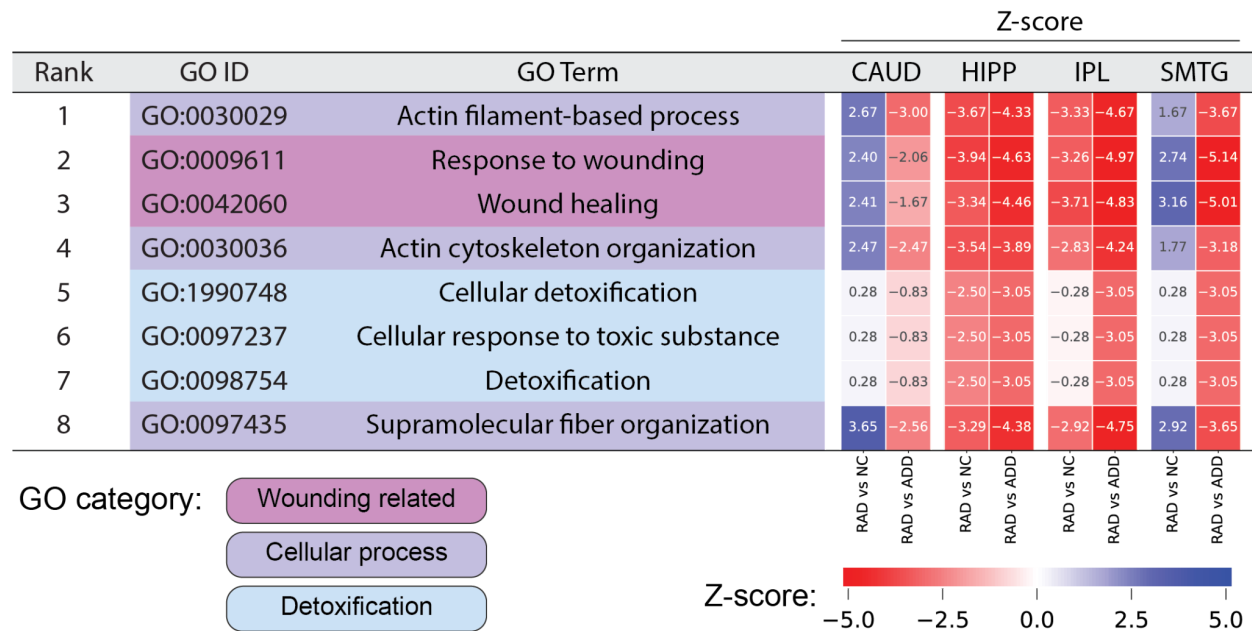 Z-score
Rank GO ID GO Term CAUD HIPP IPL SMTG
1 GO:0030029 Actin filament-based process 2.67 −3.00 −3.67 −4.33 −3.33 −4.67 1.67 −3.67
2 GO:0009611 Response to wounding 2.40 −2.06 −3.94 −4.63 −3.26 −4.97 2.74 −5.14
3 GO:0042060 Wound healing 2.41 −1.67 −3.34 −4.46 −3.71 −4.83 3.16 −5.01
4 GO:0030036 Actin cytoskeleton organization 2.47 −2.47 −3.54 −3.89 −2.83 −4.24 1.77 −3.18
5 GO:1990748 Cellular detoxification 0.28 −0.83 −2.50 −3.05 −0.28 −3.05 0.28 −3.05
6 GO:0097237 Cellular response to toxic substance 0.28 −0.83 −2.50 −3.05 −0.28 −3.05 0.28 −3.05
7 GO:0098754 Detoxification 0.28 −0.83 −2.50 −3.05 −0.28 −3.05 0.28 −3.05
8 GO:0097435 Supramolecular fiber organization 3.65 −2.56 −3.29 −4.38 −2.92 −4.75 2.92 −3.65
RAD vs NC RAD vs ADD RAD vs NC RAD vs ADD RAD vs NC RAD vs ADD RAD vs NC RAD vs ADD
GO category: Wounding related
Cellular process
Detoxification
Z-score:
−5.0 −2.5 0.0 2.5 5.0